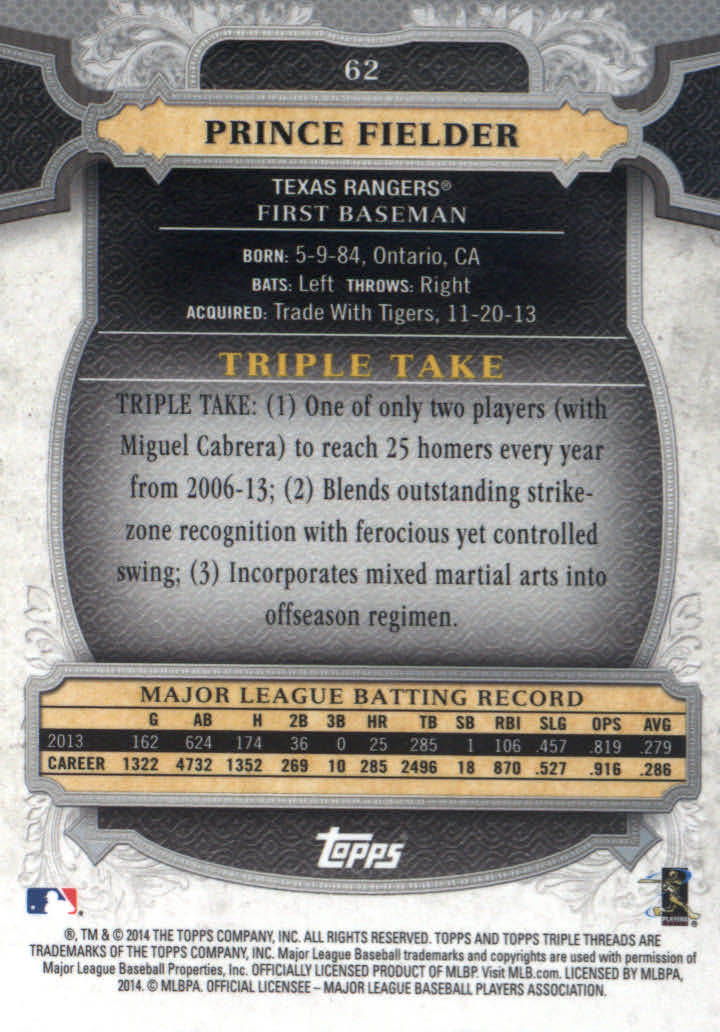 62
PRINCE FIELDER
TEXAS RANGERS®
FIRST BASEMAN
BORN: 5-9-84, Ontario, CA
BATS: Left THROWS: Right
ACQUIRED: Trade With Tigers, 11-20-13
TRIPLE TAKE
TRIPLE TAKE: (1) One of only two players (with
Miguel Cabrera) to reach 25 homers every year
from 2006-13; (2) Blends outstanding strike-
zone recognition with ferocious yet controlled
swing; (3) Incorporates mixed martial arts into
offseason regimen.
MAJOR LEAGUE BATTING RECORD
G AB H 2B 3B HR TB SB RBI SLG OPS AVG
2013 162 624 174 36 0 25 285 1 106 .457 .819 .279
CAREER 1322 4732 1352 269 10 285 2496 18 870 .527 .916 .286
topps
PLAYERS
®, TM & © 2014 THE TOPPS COMPANY, INC. ALL RIGHTS RESERVED. TOPPS AND TOPPS TRIPLE THREADS ARE
TRADEMARKS OF THE TOPPS COMPANY, INC. Major League Baseball trademarks and copyrights are used with permission of
Major League Baseball Properties, Inc. OFFICIALLY LICENSED PRODUCT OF MLBP. Visit MLB.com. LICENSED BY MLBPA,
2014. © MLBPA. OFFICIAL LICENSEE – MAJOR LEAGUE BASEBALL PLAYERS ASSOCIATION.